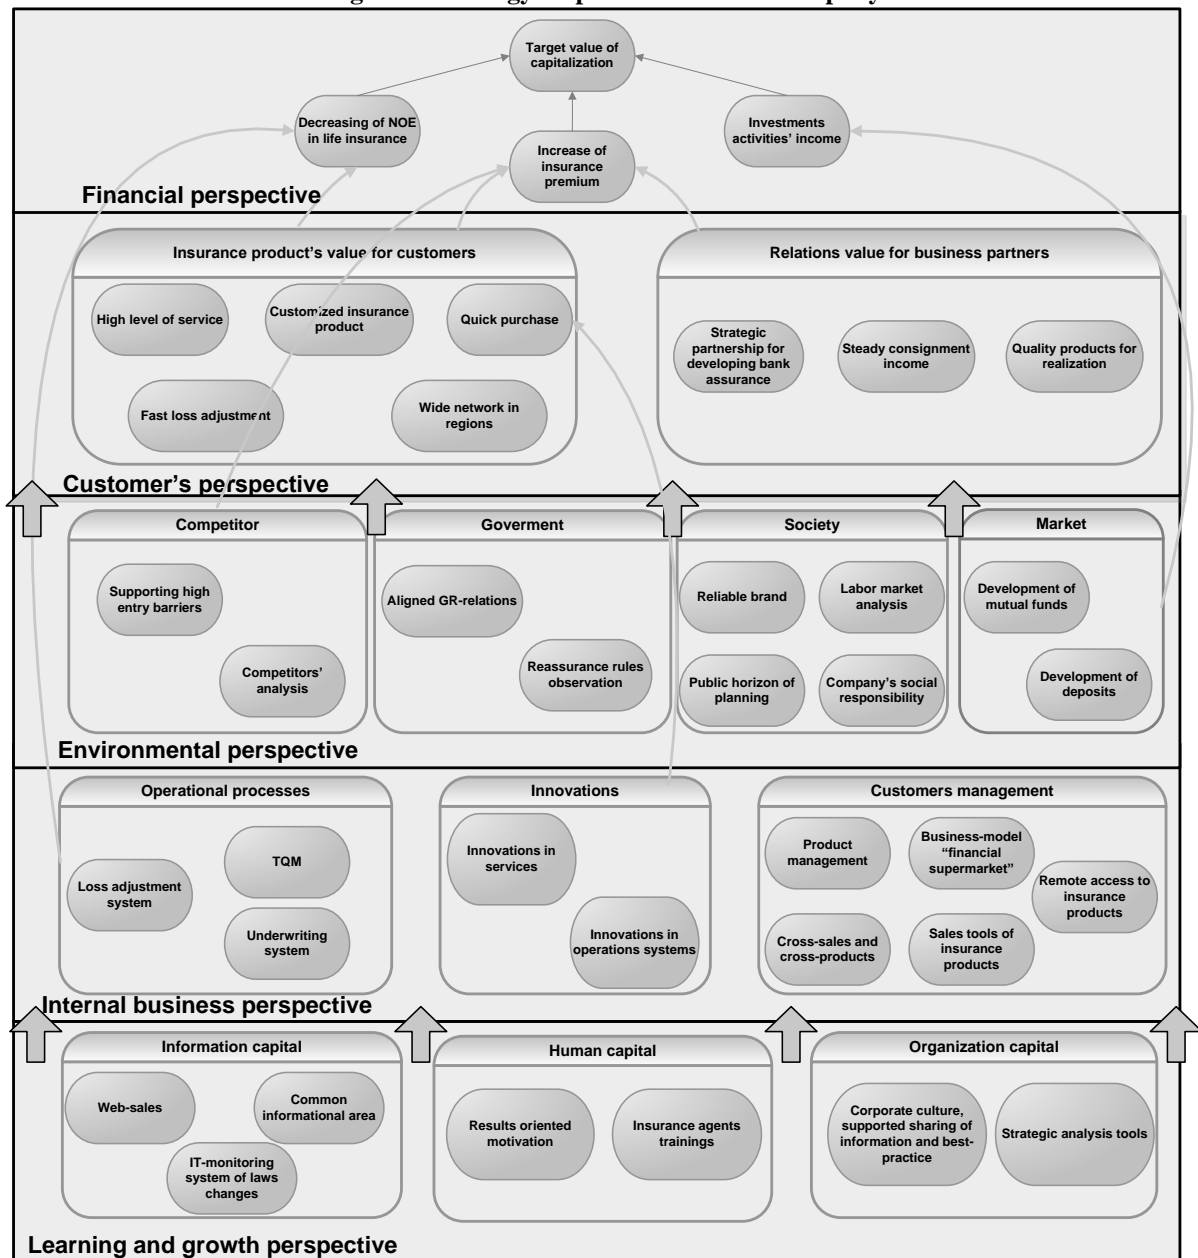 Target value of
capitalization
Decreasing of NOE
in life insurance
Investments
activities' income
Increase of
insurance
premium
Financial perspective
Insurance product's value for customers
Relations value for business partners
High level of service
Customized insurance
product
Quick purchase
Strategic
partnership for
developing bank
assurance
Steady consignment
income
Quality products for
realization
Fast loss adjustment
Wide network in
regions
Customer's perspective
Competitor
Goverment
Society
Market
Supporting high
entry barriers
Aligned GR-relations
Reliable brand
Labor market
analysis
Development of
mutual funds
Competitors'
analysis
Reassurance rules
observation
Public horizon of
planning
Company's social
responsibility
Development of
deposits
Environmental perspective
Operational processes
Innovations
Customers management
Loss adjustment
system
TQM
Underwriting
system
Innovations in
services
Innovations in
operations systems
Product
management
Business-model
“financial
supermarket”
Remote access to
insurance
products
Cross-sales and
cross-products
Sales tools of
insurance
products
Internal business perspective
Information capital
Human capital
Organization capital
Web-sales
Common
informational area
IT-monitoring
system of laws
changes
Results oriented
motivation
Insurance agents
trainings
Corporate culture,
supported sharing of
information and best-
practice
Strategic analysis tools
Learning and growth perspective